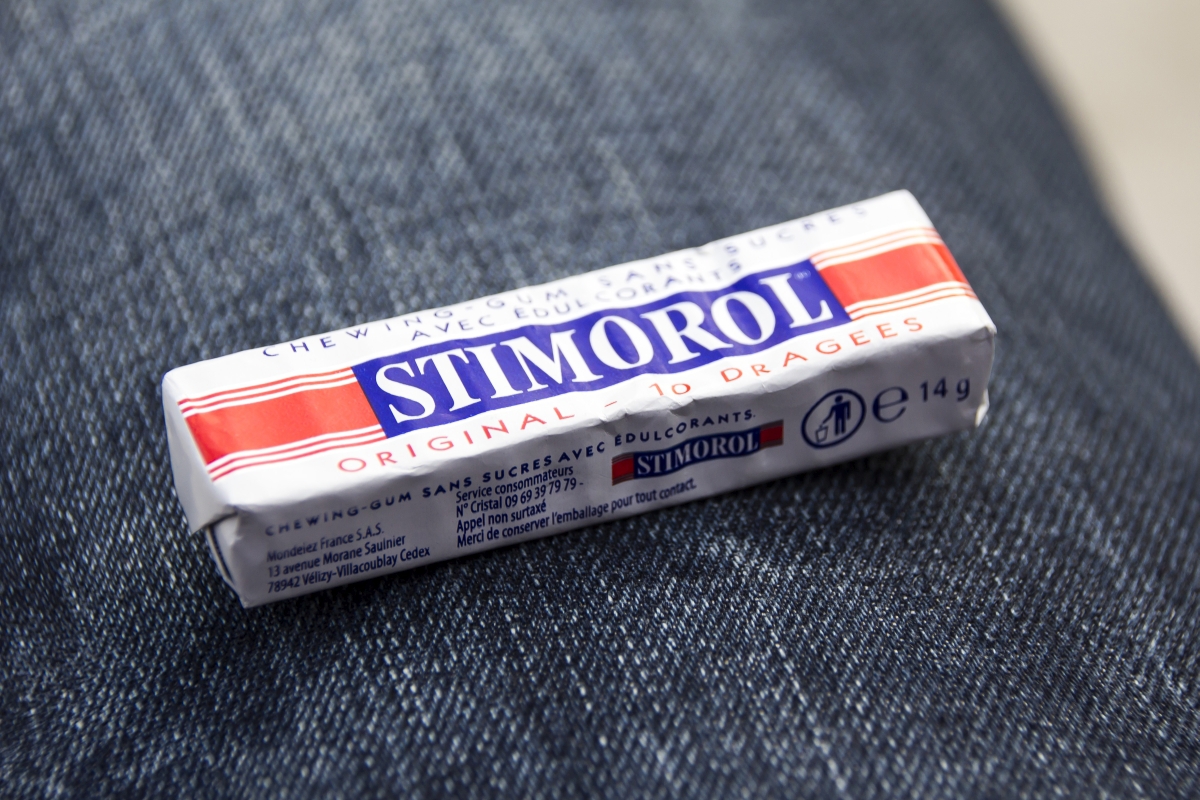 CHEWING-GUM SANS SUCRES
AVEC ÉDULCORANTS
STIMOROL
ORIGINAL - 10 DRAGEES
CHEWING-GUM SANS SUCRES AVEC ÉDULCORANTS.
Mondelez France S.A.S.
13 avenue Morane Saulnier
78942 Vélizy-Villacoublay Cedex
Service consommateurs
N° Cristal 09 69 39 79 79 -
Appel non surtaxé
Merci de conserver l'emballage pour tout contact.
STIMOROL
e 14 g